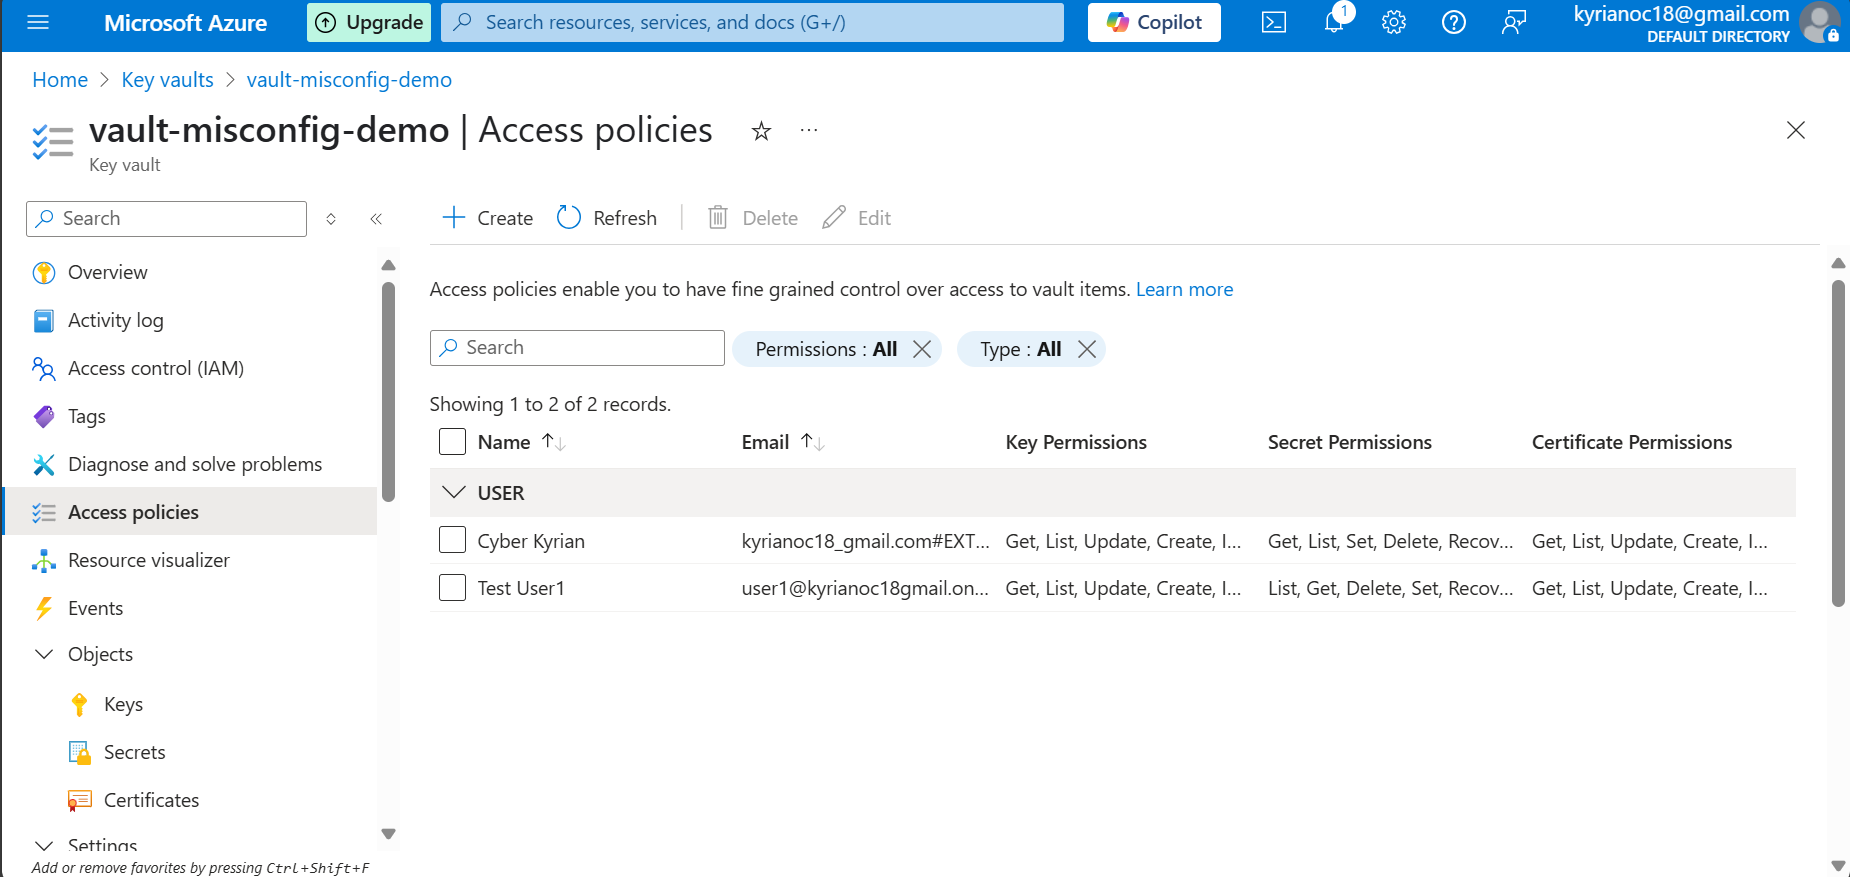 Microsoft Azure
Upgrade
Search resources, services, and docs (G+/)
Copilot
1
kyrianoc18@gmail.com
DEFAULT DIRECTORY
Home > Key vaults > vault-misconfig-demo
vault-misconfig-demo | Access policies
Key vault
Search
Overview
Activity log
Access control (IAM)
Tags
Diagnose and solve problems
Access policies
Resource visualizer
Events
Objects
Keys
Secrets
Certificates
Settings
Add or remove favorites by pressing Ctrl+Shift+F
Create Refresh Delete Edit
Access policies enable you to have fine grained control over access to vault items. Learn more
Search Permissions : All Type : All
Showing 1 to 2 of 2 records.
Name Email Key Permissions Secret Permissions Certificate Permissions
USER
Cyber Kyrian kyrianoc18_gmail.com#EXT... Get, List, Update, Create, I... Get, List, Set, Delete, Recov... Get, List, Update, Create, I...
Test User1 user1@kyrianoc18gmail.on... Get, List, Update, Create, I... List, Get, Delete, Set, Recov... Get, List, Update, Create, I...